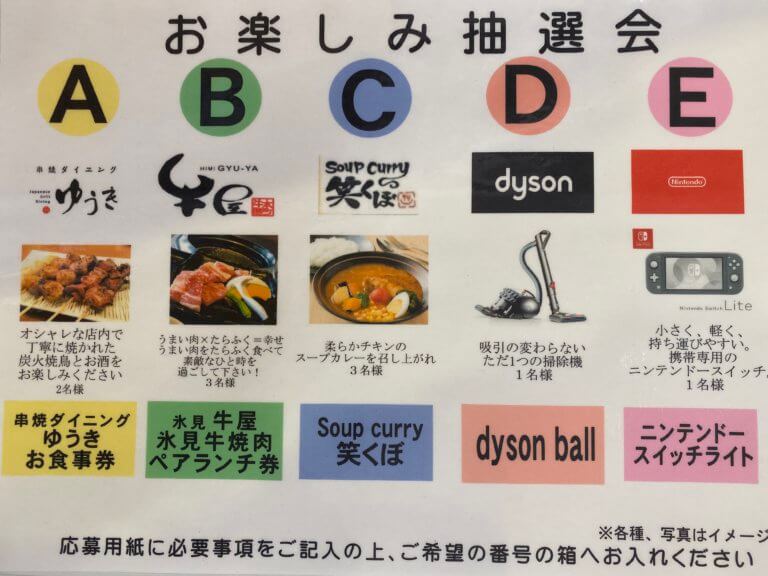 お楽しみ抽選会
A B C D E
串焼ダイニング
Japanese
Grill
Dining
ゆうき
HIMI GYU-YA
牛屋
Soup Curry
笑くぼ
dyson
Nintendo
Nintendo Switch Lite
オシャレな店内で
丁寧に焼かれた
炭火焼鳥とお酒を
お楽しみください
2名様
うまい肉×たらふく=幸せ
うまい肉をたらふく食べて
素敵なひと時を
過ごして下さい!
3名様
柔らかチキンの
スープカレーを召し上がれ
3名様
吸引の変わらない
ただ1つの掃除機
1名様
小さく、軽く、
持ち運びやすい。
携帯専用の
ニンテンドースイッチ。
1名様
串焼ダイニング
ゆうき
お食事券
氷見 牛屋
氷見牛焼肉
ペアランチ券
Soup curry
笑くぼ
dyson ball
ニンテンドー
スイッチライト
※各種、写真はイメージ
応募用紙に必要事項をご記入の上、ご希望の番号の箱へお入れください